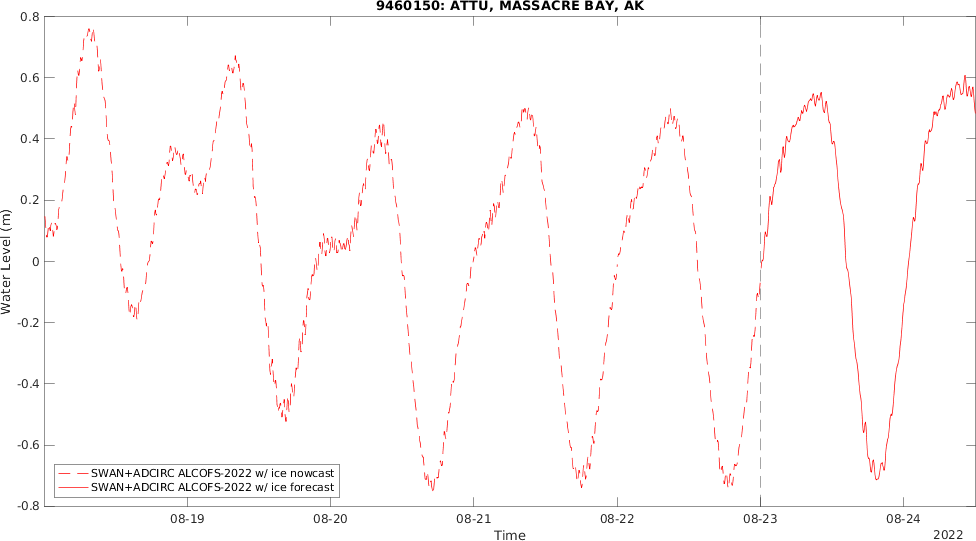 9460150: ATTU, MASSACRE BAY, AK
0.8
0.6
0.4
0.2
0
-0.2
-0.4
-0.6
-0.8
Water Level (m)
SWAN+ADCIRC ALCOFS-2022 w/ ice nowcast
SWAN+ADCIRC ALCOFS-2022 w/ ice forecast
08-19 08-20 08-21 08-22 08-23 08-24
Time
2022